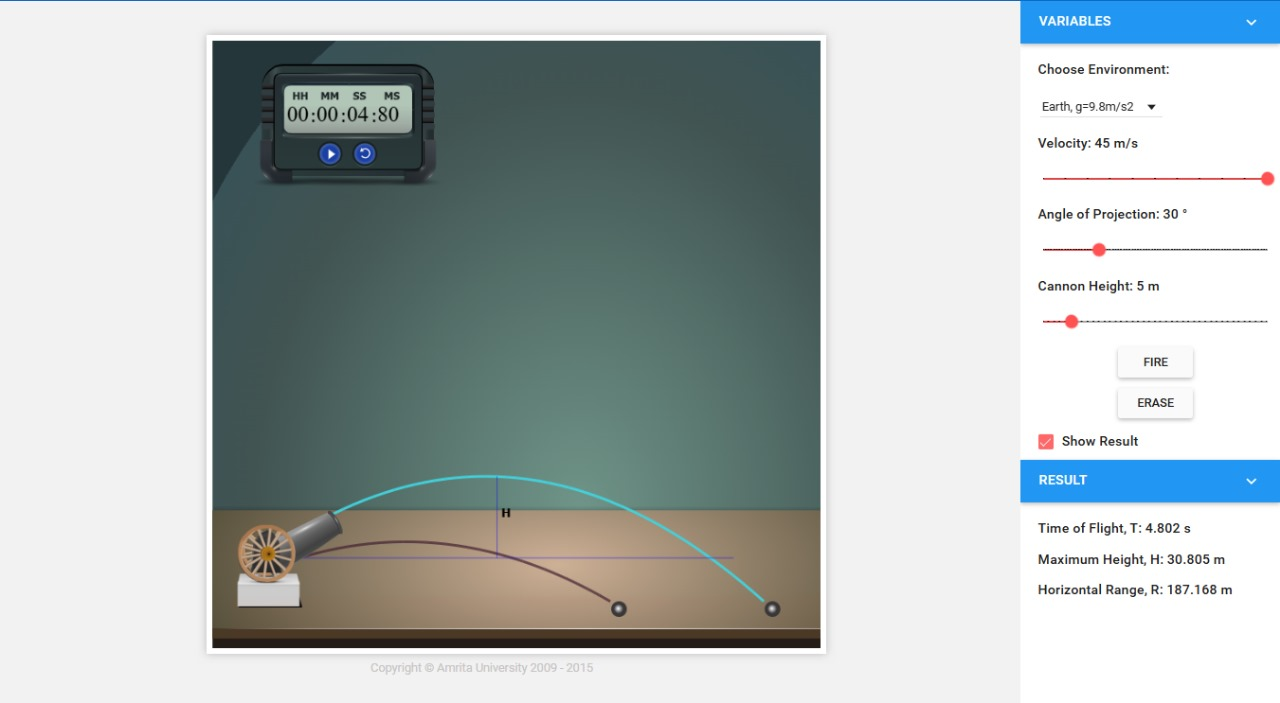 HH MM SS MS
00:00:04:80
H
Copyright © Amrita University 2009 - 2015
VARIABLES
Choose Environment:
Earth, g=9.8m/s2
Velocity: 45 m/s
Angle of Projection: 30 °
Cannon Height: 5 m
FIRE
ERASE
Show Result
RESULT
Time of Flight, T: 4.802 s
Maximum Height, H: 30.805 m
Horizontal Range, R: 187.168 m